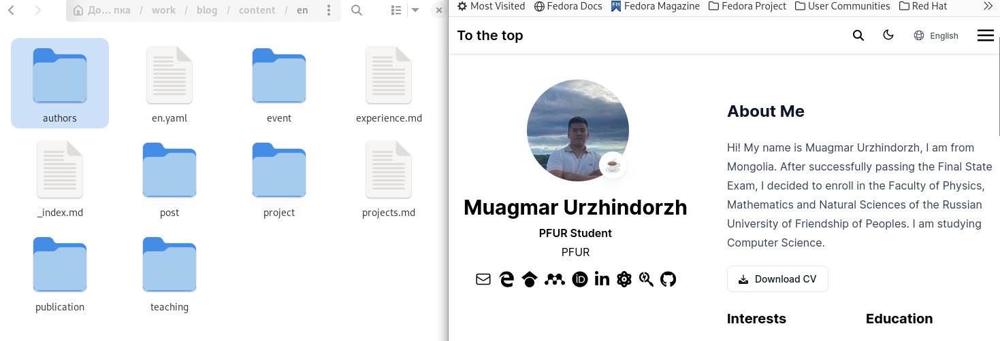 До... пка / work / blog / content / en
authors
en.yaml
event
experience.md
_index.md
post
project
projects.md
publication
teaching
Most Visited
Fedora Docs
FM
Fedora Magazine
Fedora Project
User Communities
Red Hat
To the top
English
Muagmar Urzhindorzh
PFUR Student
PFUR
iD
in
About Me
Hi! My name is Muagmar Urzhindorzh, I am from
Mongolia. After successfully passing the Final State
Exam, I decided to enroll in the Faculty of Physics,
Mathematics and Natural Sciences of the Russian
University of Friendship of Peoples. I am studying
Computer Science.
Download CV
Interests
Education